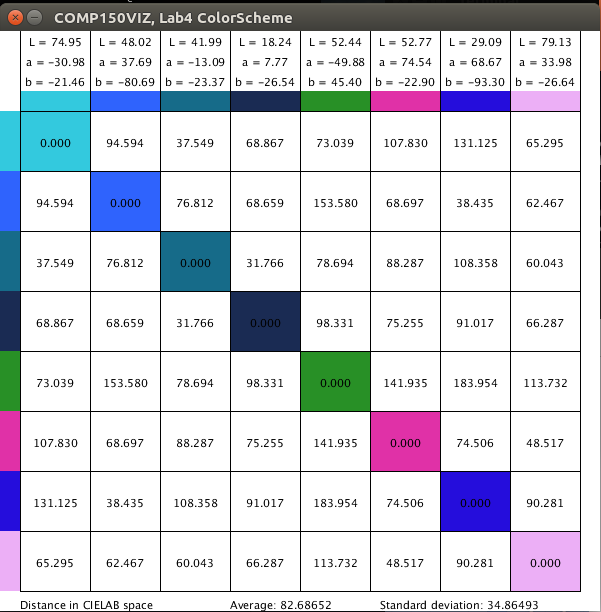 COMP150VIZ, Lab4 ColorScheme
L = 74.95 L = 48.02 L = 41.99 L = 18.24 L = 52.44 L = 52.77 L = 29.09 L = 79.13
a = −30.98 a = 37.69 a = −13.09 a = 7.77 a = −49.88 a = 74.54 a = 68.67 a = 33.98
b = −21.46 b = −80.69 b = −23.37 b = −26.54 b = 45.40 b = −22.90 b = −93.30 b = −26.64
0.000 94.594 37.549 68.867 73.039 107.830 131.125 65.295
94.594 0.000 76.812 68.659 153.580 68.697 38.435 62.467
37.549 76.812 0.000 31.766 78.694 88.287 108.358 60.043
68.867 68.659 31.766 0.000 98.331 75.255 91.017 66.287
73.039 153.580 78.694 98.331 0.000 141.935 183.954 113.732
107.830 68.697 88.287 75.255 141.935 0.000 74.506 48.517
131.125 38.435 108.358 91.017 183.954 74.506 0.000 90.281
65.295 62.467 60.043 66.287 113.732 48.517 90.281 0.000
Distance in CIELAB space Average: 82.68652 Standard deviation: 34.86493